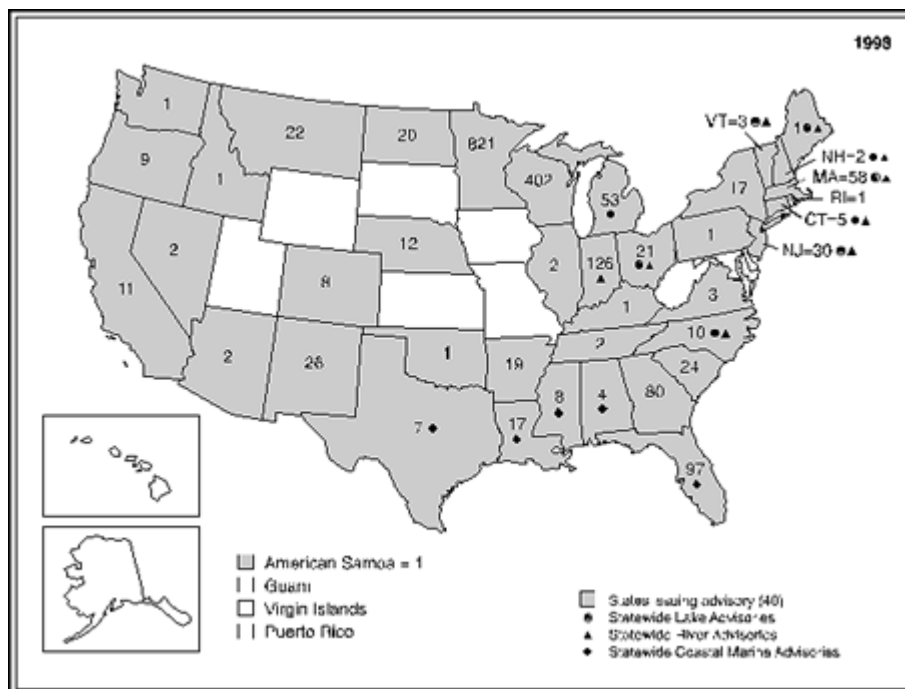 1998
1
22
20
821
VT=3
1
9
1
402
53
17
NH-2
MA=58
RI=1
CT-5
NJ=30
2
12
2
126
21
1
11
8
1
3
2
10
2
28
1
19
24
8
4
80
7
17
97
American Samoa = 1
Guam
Virgin Islands
Puerto Rico
States issuing advisory (40)
Statewide Lake Advisories
Statewide River Advisories
Statewide Coastal Marine Advisories